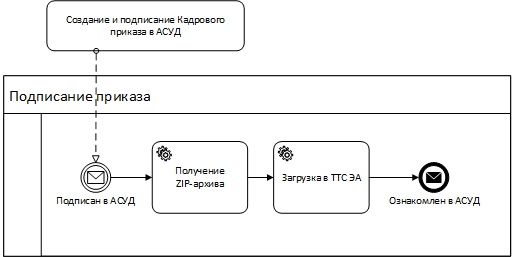 Создание и подписание Кадрового
приказа в АСУД
Подписание приказа
Подписан в АСУД
Получение
ZIP-архива
Загрузка в ТТС ЭА
Ознакомлен в АСУД